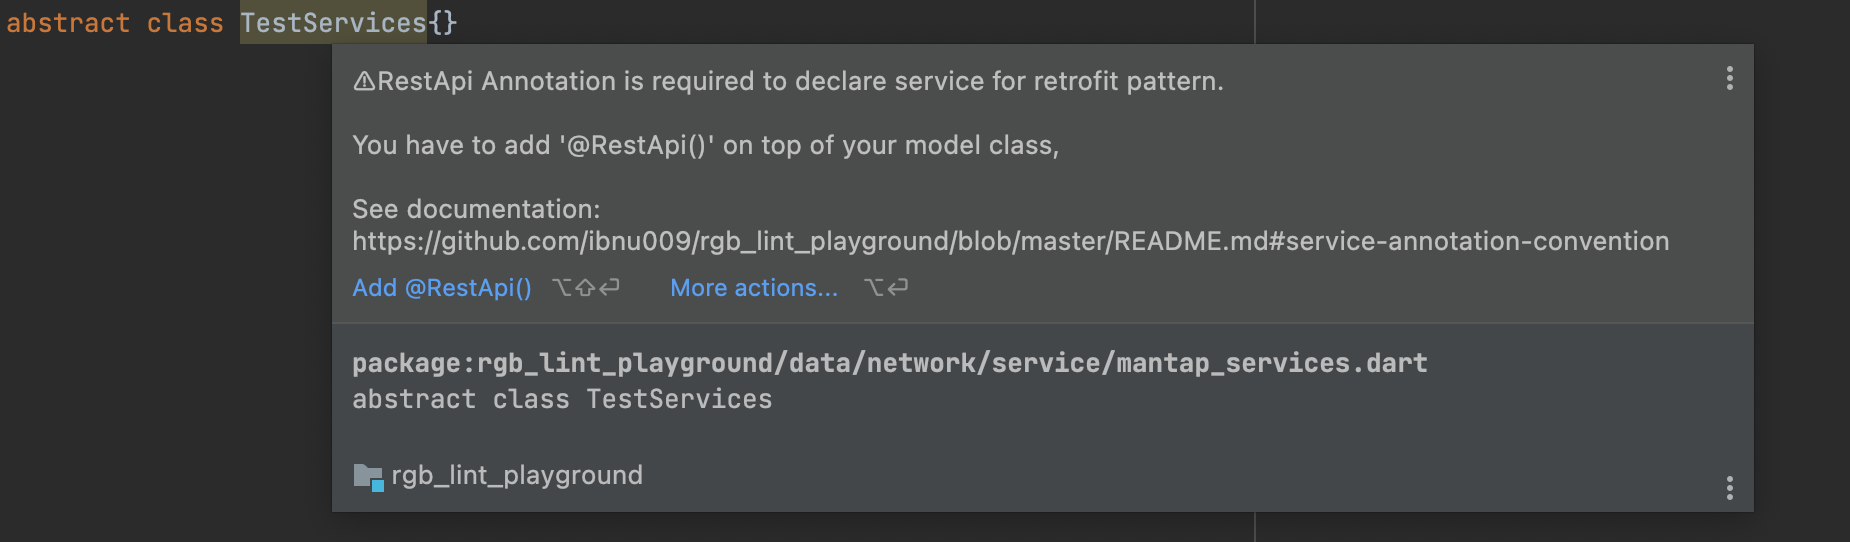 abstract class TestServices{}
⚠RestApi Annotation is required to declare service for retrofit pattern.
You have to add '@RestApi()' on top of your model class,
See documentation:
https://github.com/ibnu009/rgb_lint_playground/blob/master/README.md#service-annotation-convention
Add @RestApi() ⌥⇧⏎ More actions... ⌥⏎
package:rgb_lint_playground/data/network/service/mantap_services.dart
abstract class TestServices
rgb_lint_playground